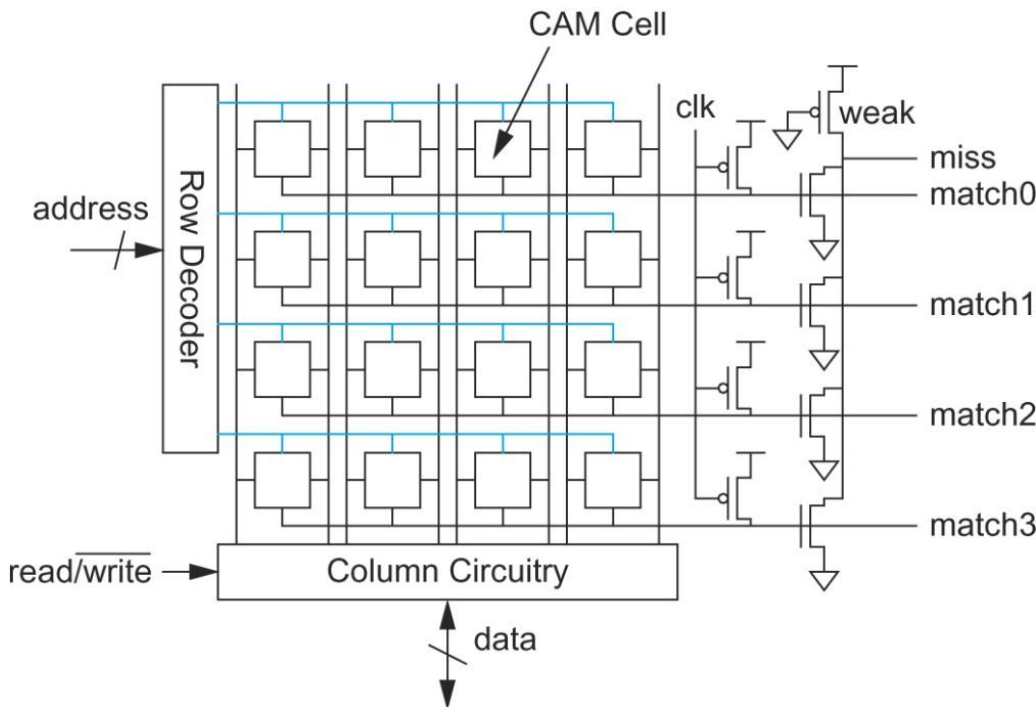 CAM Cell
clk
weak
miss
match0
address
Row Decoder
match1
match2
match3
read/write
Column Circuitry
data